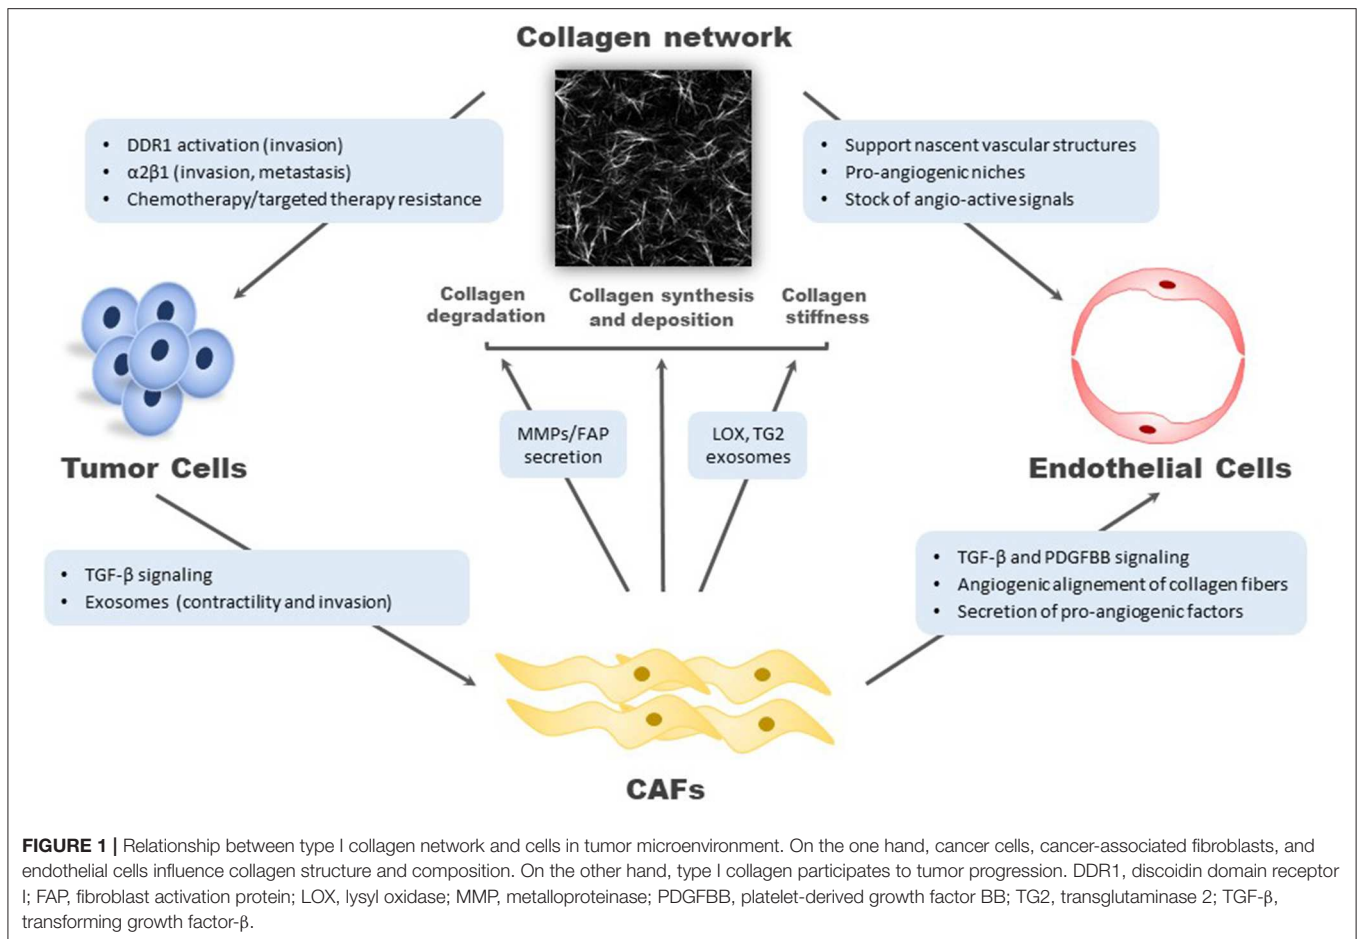 Collagen network
• DDR1 activation (invasion)
• α2β1 (invasion, metastasis)
• Chemotherapy/targeted therapy resistance
• Support nascent vascular structures
• Pro-angiogenic niches
• Stock of angio-active signals
Collagen
degradation
Collagen synthesis
and deposition
Collagen
stiffness
MMPs/FAP
secretion
LOX, TG2
exosomes
Tumor Cells
Endothelial Cells
• TGF-β signaling
• Exosomes (contractility and invasion)
• TGF-β and PDGFBB signaling
• Angiogenic alignement of collagen fibers
• Secretion of pro-angiogenic factors
CAFs
FIGURE 1 | Relationship between type I collagen network and cells in tumor microenvironment. On the one hand, cancer cells, cancer-associated fibroblasts, and
endothelial cells influence collagen structure and composition. On the other hand, type I collagen participates to tumor progression. DDR1, discoidin domain receptor
I; FAP, fibroblast activation protein; LOX, lysyl oxidase; MMP, metalloproteinase; PDGFBB, platelet-derived growth factor BB; TG2, transglutaminase 2; TGF-β,
transforming growth factor-β.